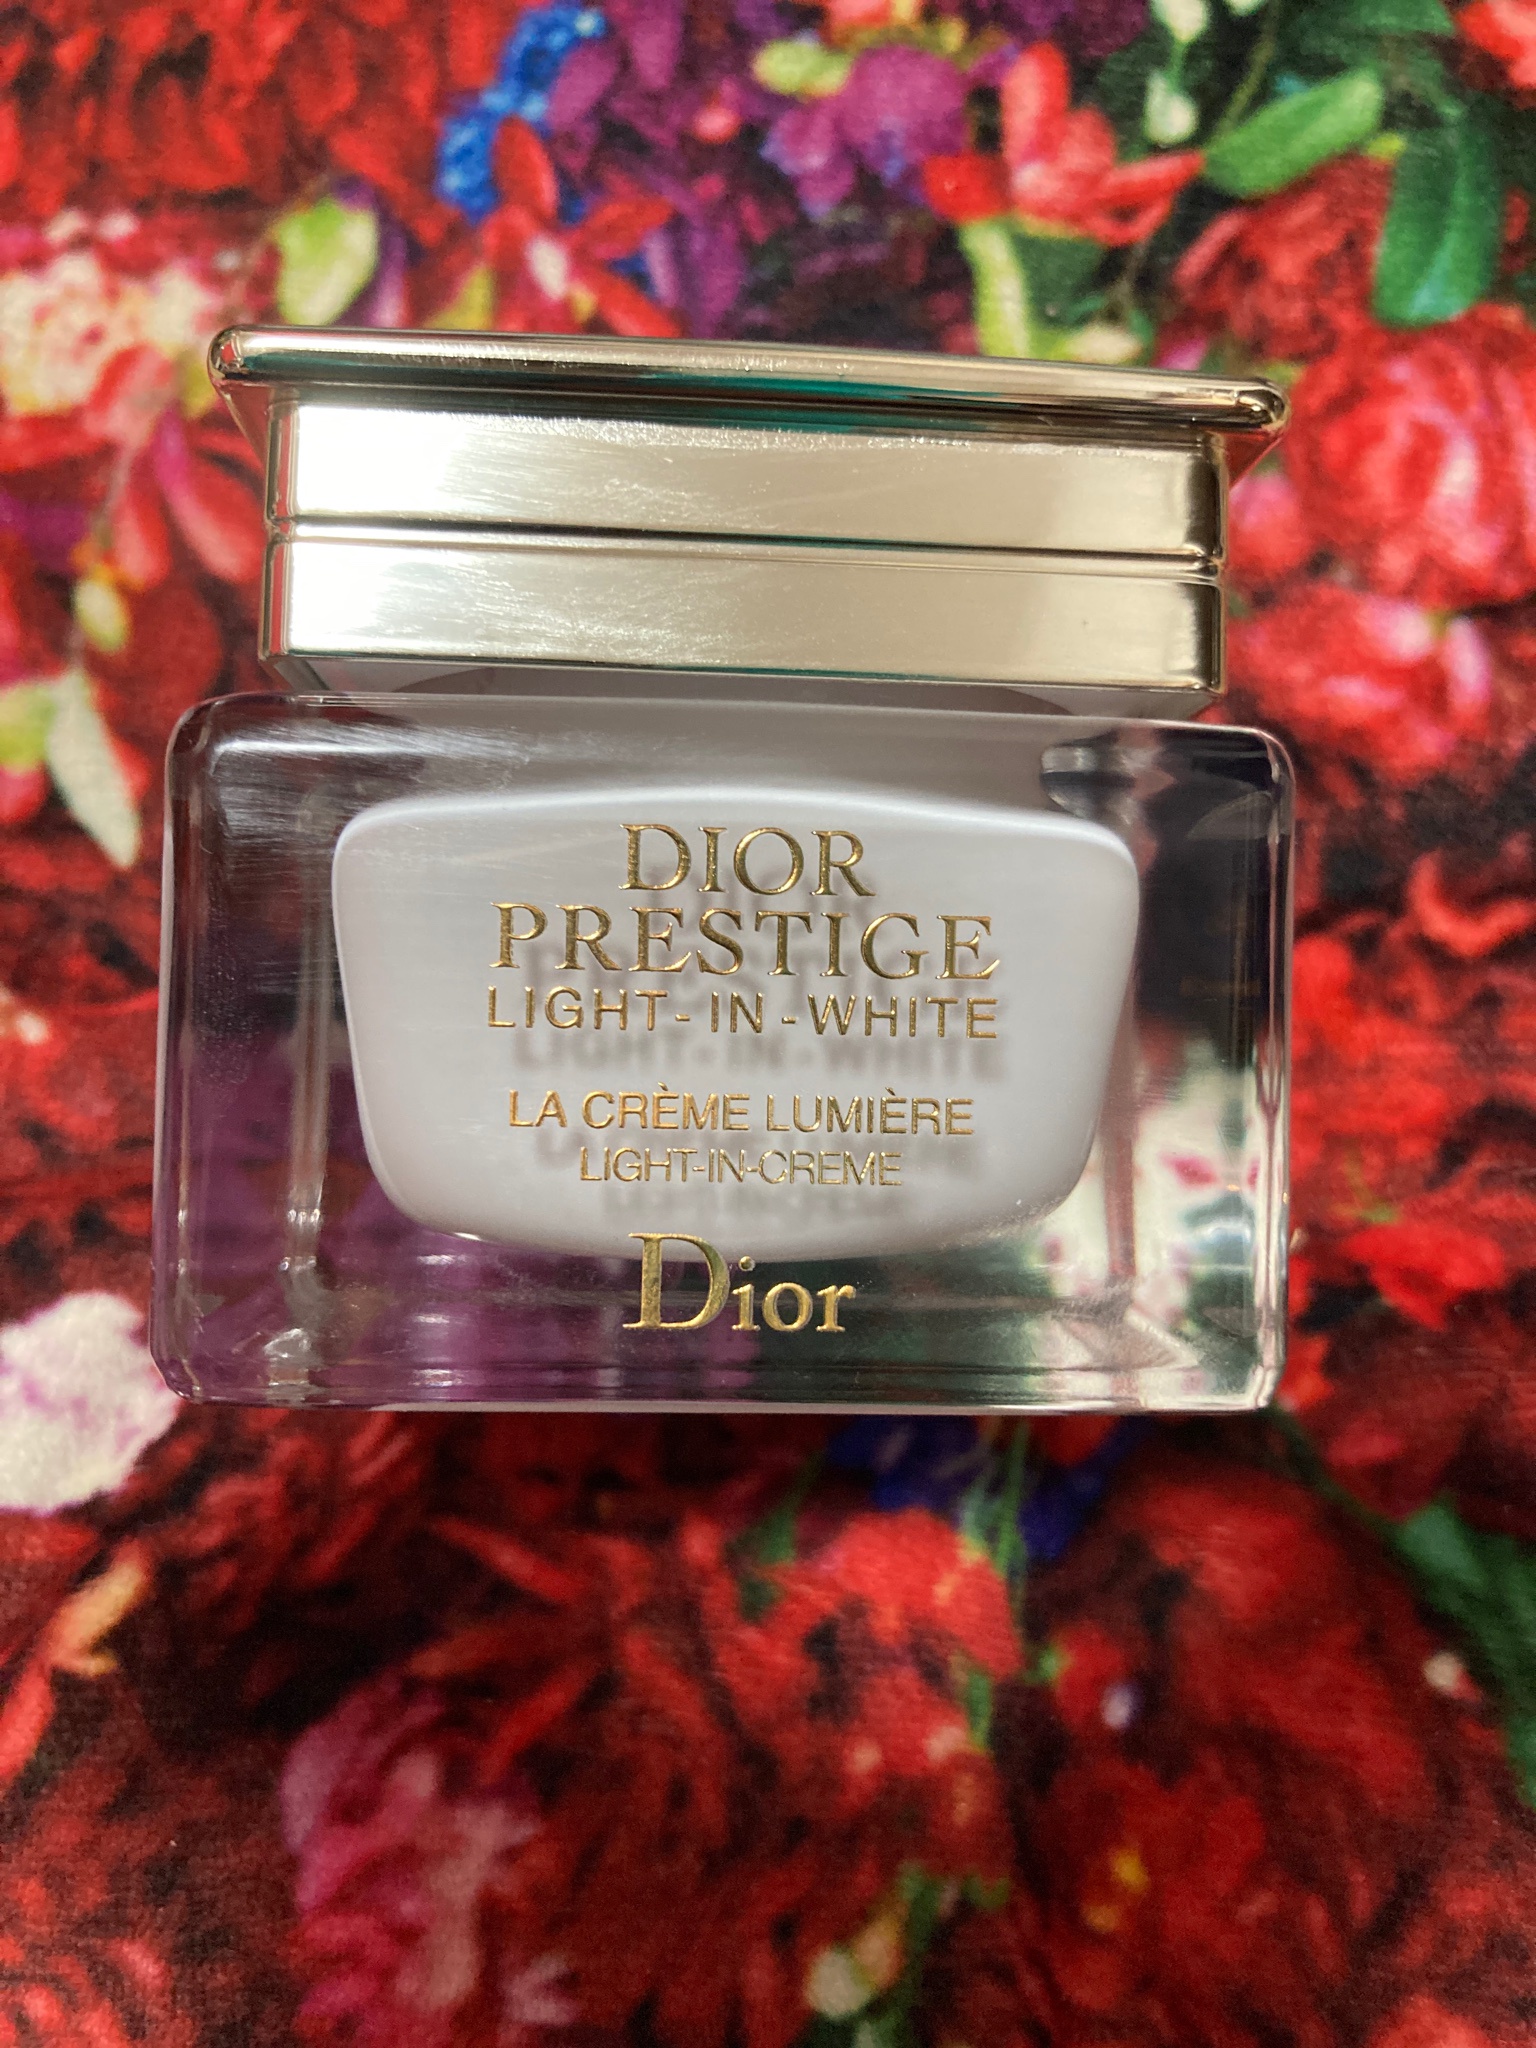 DIOR
PRESTIGE
LIGHT-IN-WHITE
LA CRÈME LUMIÈRE
LIGHT-IN-CREME
Dior